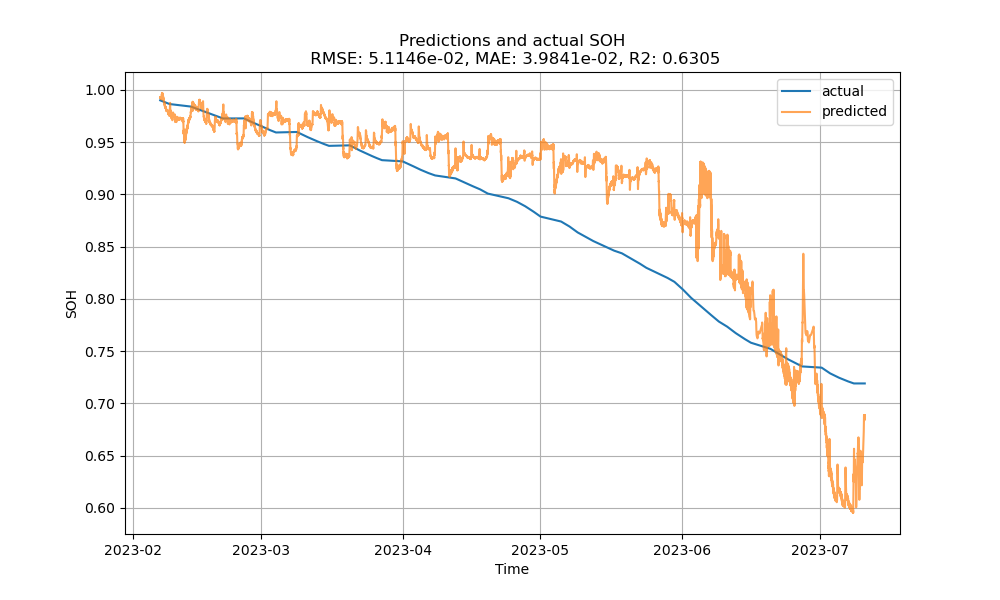 Predictions and actual SOH
RMSE: 5.1146e-02, MAE: 3.9841e-02, R2: 0.6305
actual
predicted
SOH
1.00
0.95
0.90
0.85
0.80
0.75
0.70
0.65
0.60
2023-02 2023-03 2023-04 2023-05 2023-06 2023-07
Time